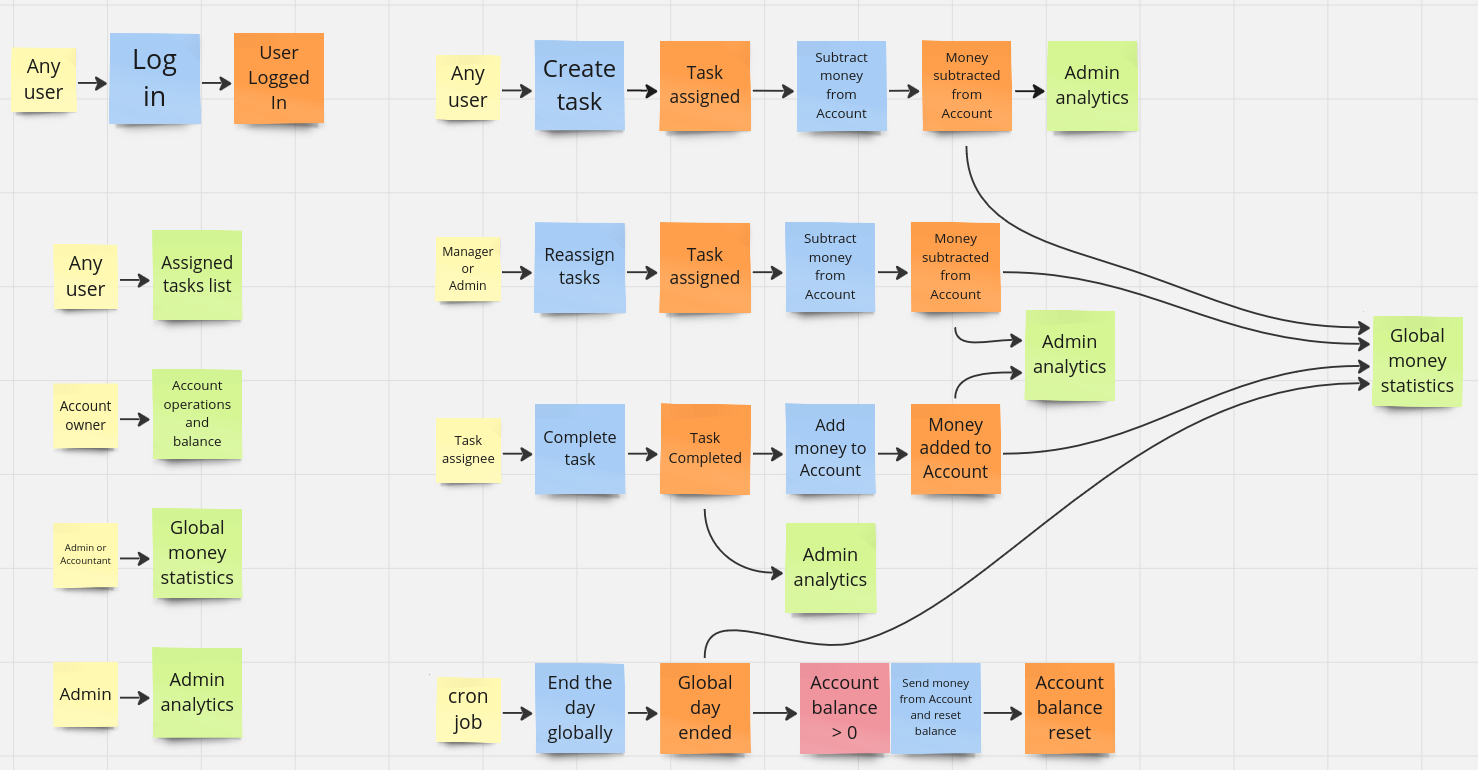 Any
user
Log
in
User
Logged
In
Any
user
Create
task
Task
assigned
Subtract
money
from
Account
Money
subtracted
from
Account
Admin
analytics
Any
user
Assigned
tasks list
Manager
or
Admin
Reassign
tasks
Task
assigned
Subtract
money
from
Account
Money
subtracted
from
Account
Admin
analytics
Global
money
statistics
Account
owner
Account
operations
and
balance
Task
assignee
Complete
task
Task
Completed
Add
money to
Account
Money
added to
Account
Admin or
Accountant
Global
money
statistics
Admin
analytics
Admin
Admin
analytics
cron
job
End the
day
globally
Global
day
ended
Account
balance
> 0
Send money
from Account
and reset
balance
Account
balance
reset